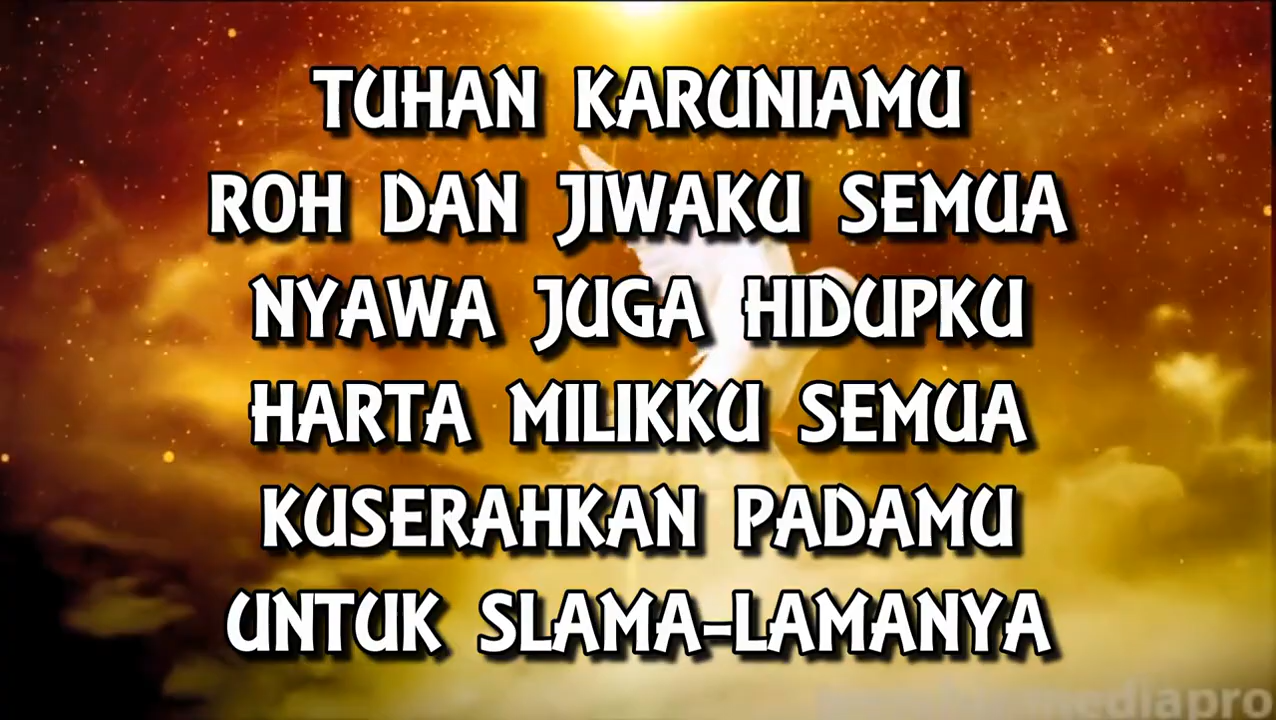 TUHAN KARUNIAMU
ROH DAN JIWAKU SEMUA
NYAWA JUGA HIDUPKU
HARTA MILIKKU SEMUA
KUSERAHKAN PADAMU
UNTUK SLAMA-LAMANYA